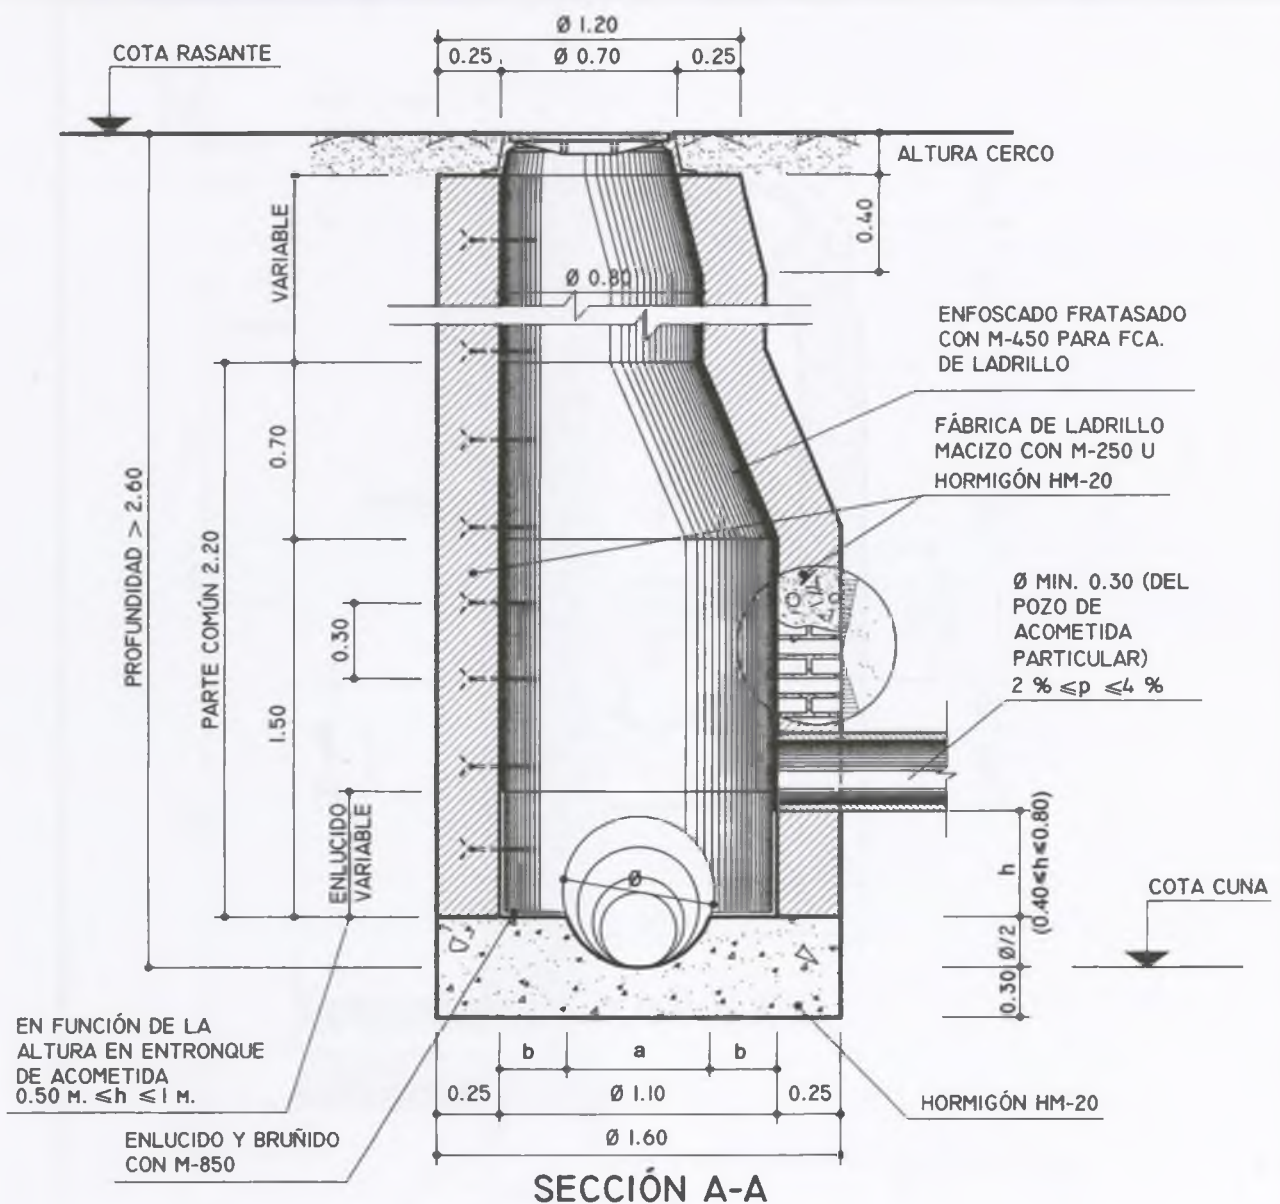 Ø 1.20
COTA RASANTE
0.25
Ø 0.70
0.25
ALTURA CERCO
VARIABLE
0.40
Ø 0.80
ENFOSCADO FRATASADO
CON M-450 PARA FCA.
DE LADRILLO
FÁBRICA DE LADRILLO
MACIZO CON M-250 U
HORMIGÓN HM-20
0.70
PROFUNDIDAD > 2.60
PARTE COMÚN 2.20
Ø MIN. 0.30 (DEL
POZO DE
ACOMETIDA
PARTICULAR)
2 % ≤p ≤4 %
0.30
1.50
ENLUCIDO
VARIABLE
Ø
h
(0.40≤h≤0.80)
COTA CUNA
Ø/2
0.30
EN FUNCIÓN DE LA
ALTURA EN ENTRONQUE
DE ACOMETIDA
0.50 M. ≤h ≤1 M.
b
a
b
0.25
Ø 1.10
0.25
HORMIGÓN HM-20
Ø 1.60
ENLUCIDO Y BRUÑIDO
CON M-850
SECCIÓN A-A